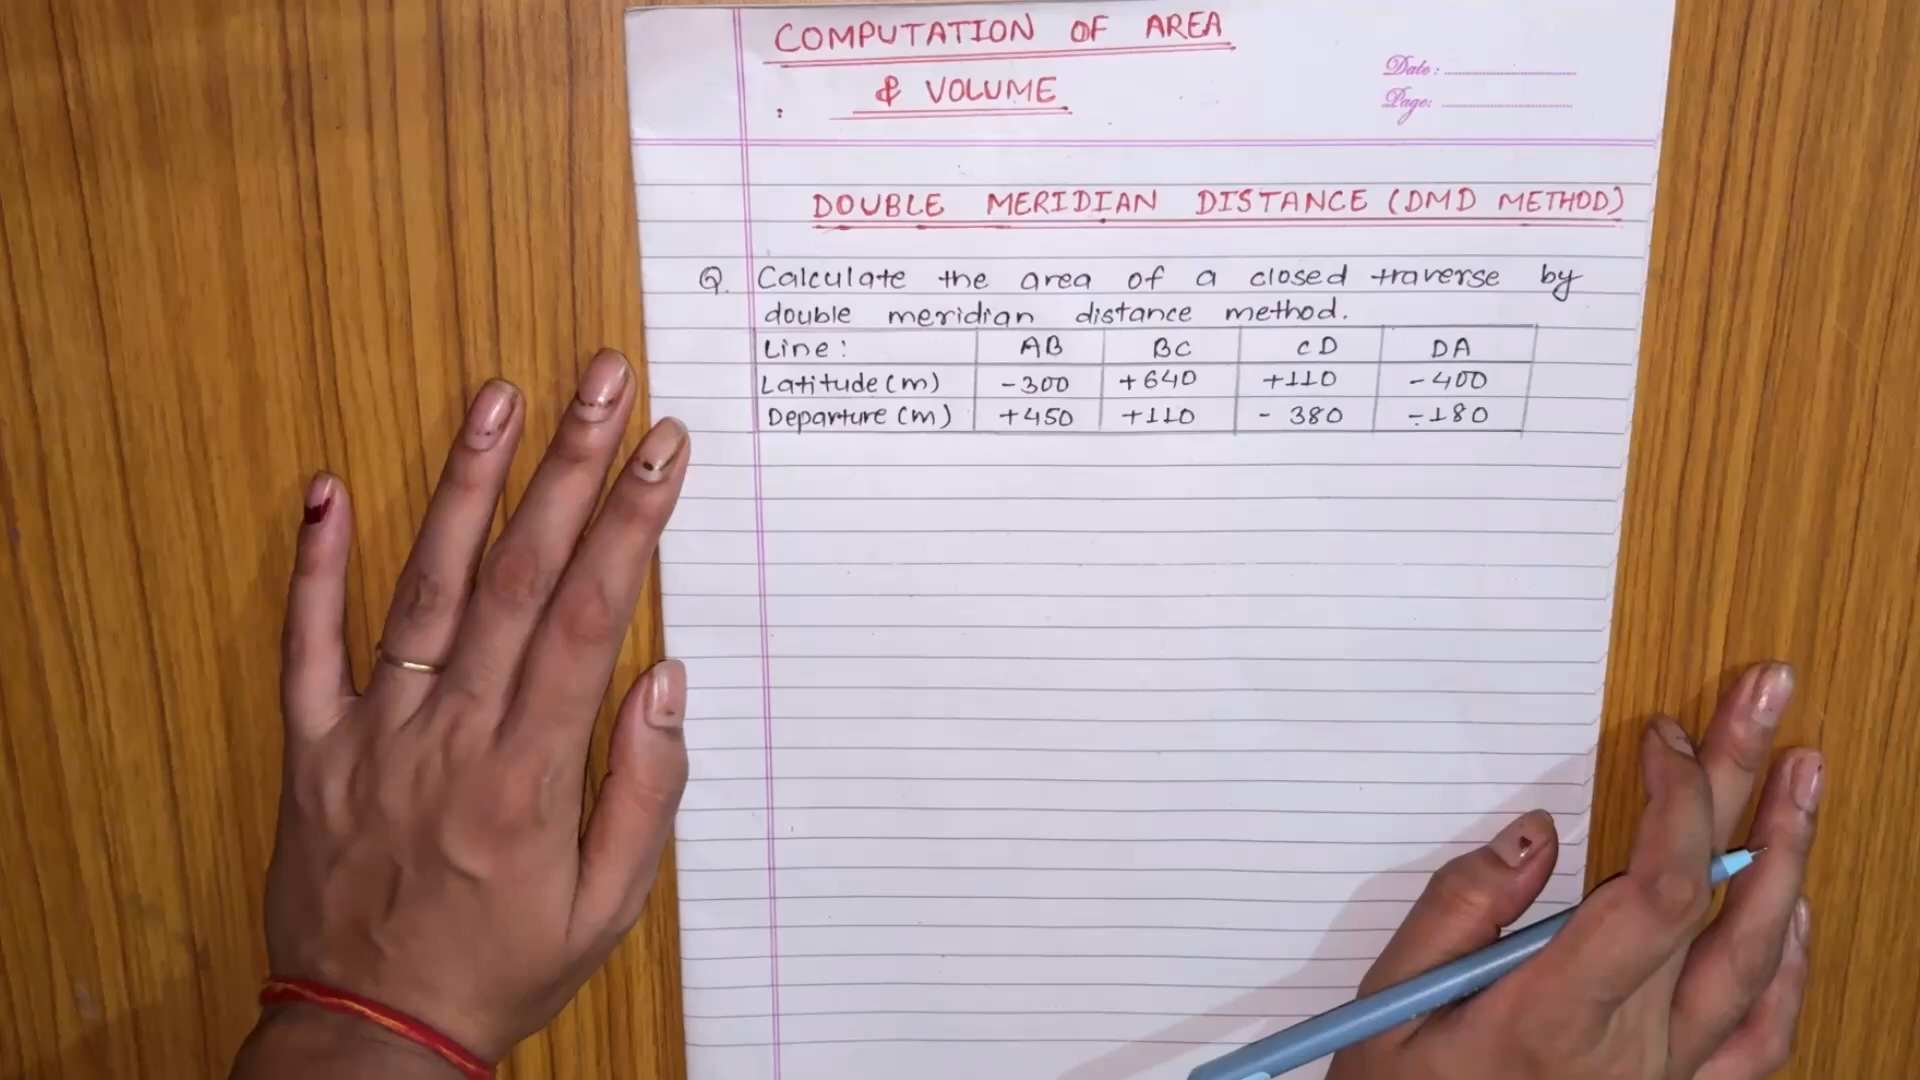 COMPUTATION OF AREA
& VOLUME
Date :
Page:
DOUBLE MERIDIAN DISTANCE (DMD METHOD)
Q. Calculate the area of a closed traverse by
double meridian distance method.
Line: AB BC CD DA
Latitude (m) -300 +640 +110 -400
Departure (m) +450 +110 - 380 -180